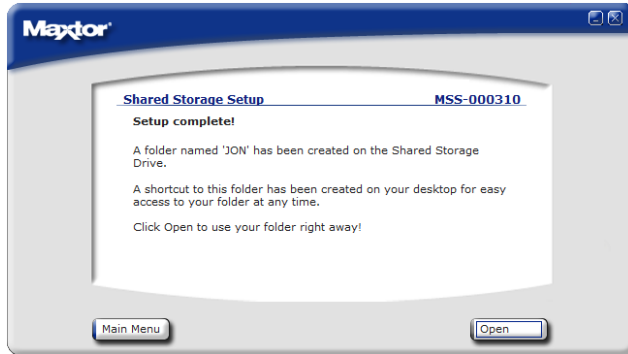 Maxtor
Shared Storage Setup MSS-000310
Setup complete!
A folder named 'JON' has been created on the Shared Storage
Drive.
A shortcut to this folder has been created on your desktop for easy
access to your folder at any time.
Click Open to use your folder right away!
Main Menu Open